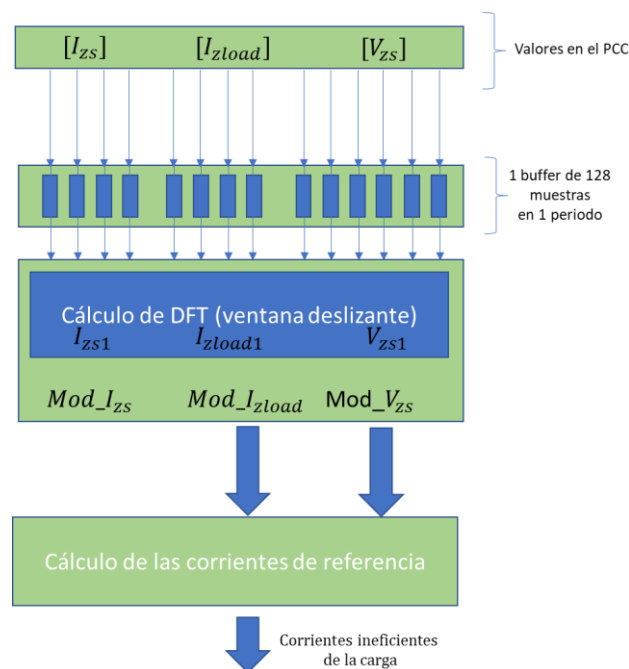 [I_zs] [I_zload] [V_zs]
Valores en el PCC
1 buffer de 128
muestras
en 1 periodo
Cálculo de DFT (ventana deslizante)
I_zs1 I_zload1 V_zs1
Mod_I_zs Mod_I_zload Mod_V_zs
Cálculo de las corrientes de referencia
Corrientes ineficientes
de la carga